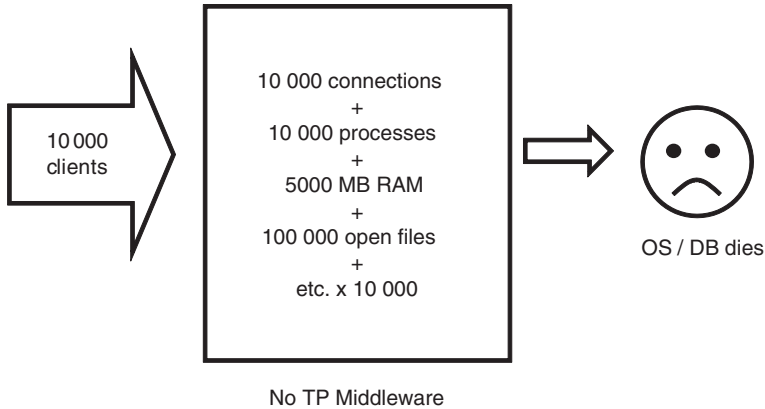 10 000
clients
10 000 connections
+
10 000 processes
+
5000 MB RAM
+
100 000 open files
+
etc. x 10 000
OS / DB dies
No TP Middleware